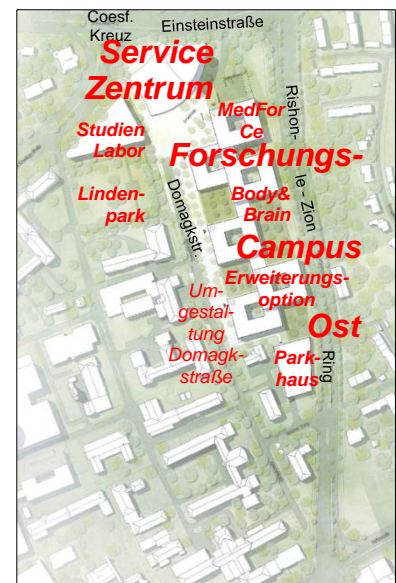 Coesf.
Kreuz
Einsteinstraße
Service
Zentrum
MedFor
Ce
Studien
Labor
Rishon-
le - Zion
Ring
Forschungs-
Linden-
park
Domagkstr.
Body&
Brain
Campus
Erweiterungs-
option
Um-
gestal-
tung
Domagk-
straße
Ost
Park-
haus